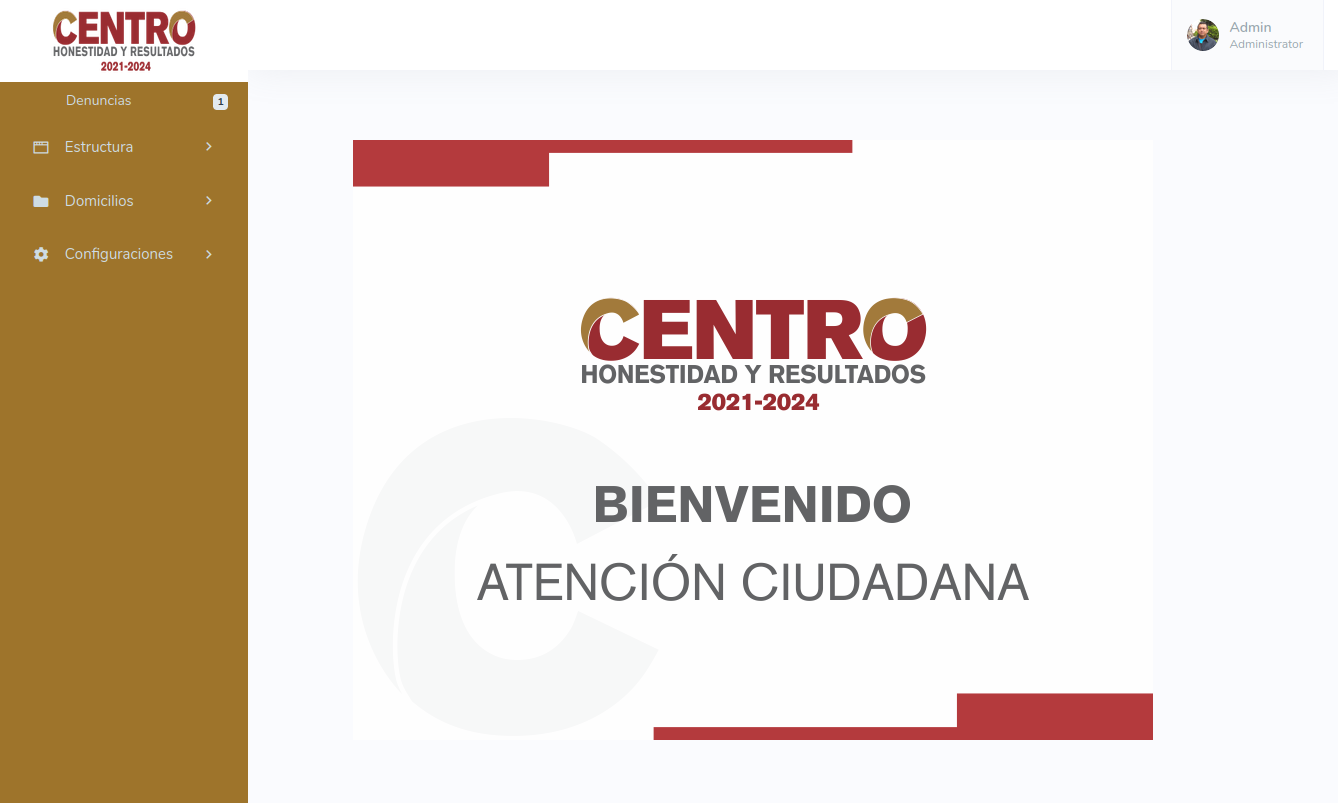 CENTRO
HONESTIDAD Y RESULTADOS
2021-2024
Admin
Administrator
Denuncias
1
Estructura
Domicilios
Configuraciones
CENTRO
HONESTIDAD Y RESULTADOS
2021-2024
BIENVENIDO
ATENCIÓN CIUDADANA